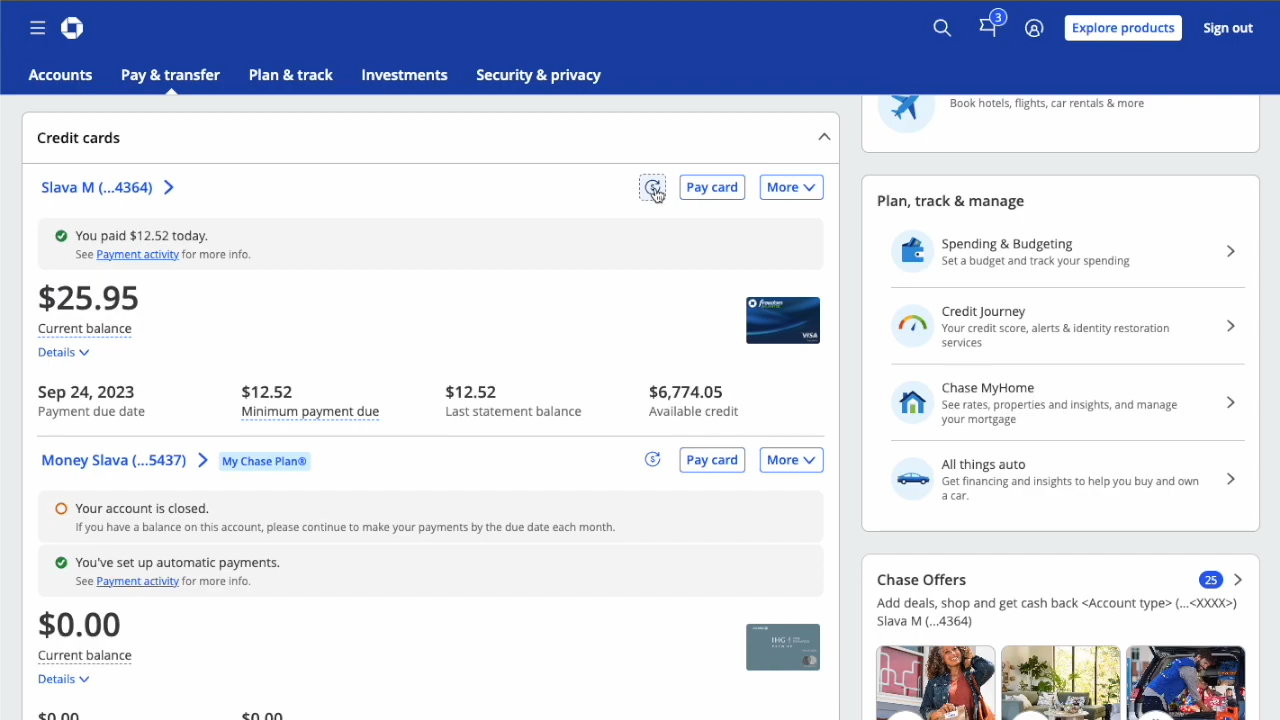 3
Explore products
Sign out
Accounts
Pay & transfer
Plan & track
Investments
Security & privacy
Credit cards
Slava M (...4364)
Pay card
More
You paid $12.52 today.
See Payment activity for more info.
$25.95
Current balance
Details
freedom
VISA
Sep 24, 2023
Payment due date
$12.52
Minimum payment due
$12.52
Last statement balance
$6,774.05
Available credit
Money Slava (...5437)
My Chase Plan®
Pay card
More
Your account is closed.
If you have a balance on this account, please continue to make your payments by the due date each month.
You've set up automatic payments.
See Payment activity for more info.
$0.00
Current balance
Details
IHG
$0.00
$0.00
Book hotels, flights, car rentals & more
Plan, track & manage
Spending & Budgeting
Set a budget and track your spending
Credit Journey
Your credit score, alerts & identity restoration
services
Chase MyHome
See rates, properties and insights, and manage
your mortgage
All things auto
Get financing and insights to help you buy and own
a car.
Chase Offers
25
Add deals, shop and get cash back <Account type> (...<XXXX>)
Slava M (...4364)